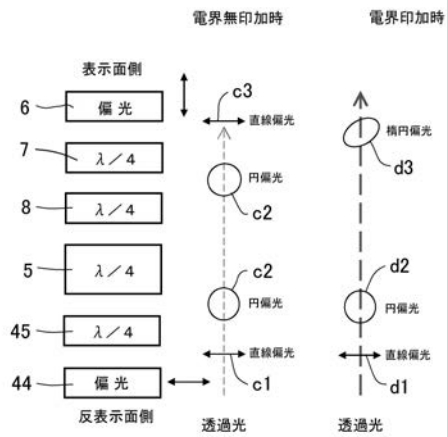 電界無印加時
電界印加時
表示面側
6
偏 光
c3
直線偏光
7
λ/4
円偏光
楕円偏光
d3
8
λ/4
c2
5
λ/4
c2
円偏光
d2
円偏光
45
λ/4
直線偏光
直線偏光
44
偏 光
c1
d1
反表示面側
透過光
透過光